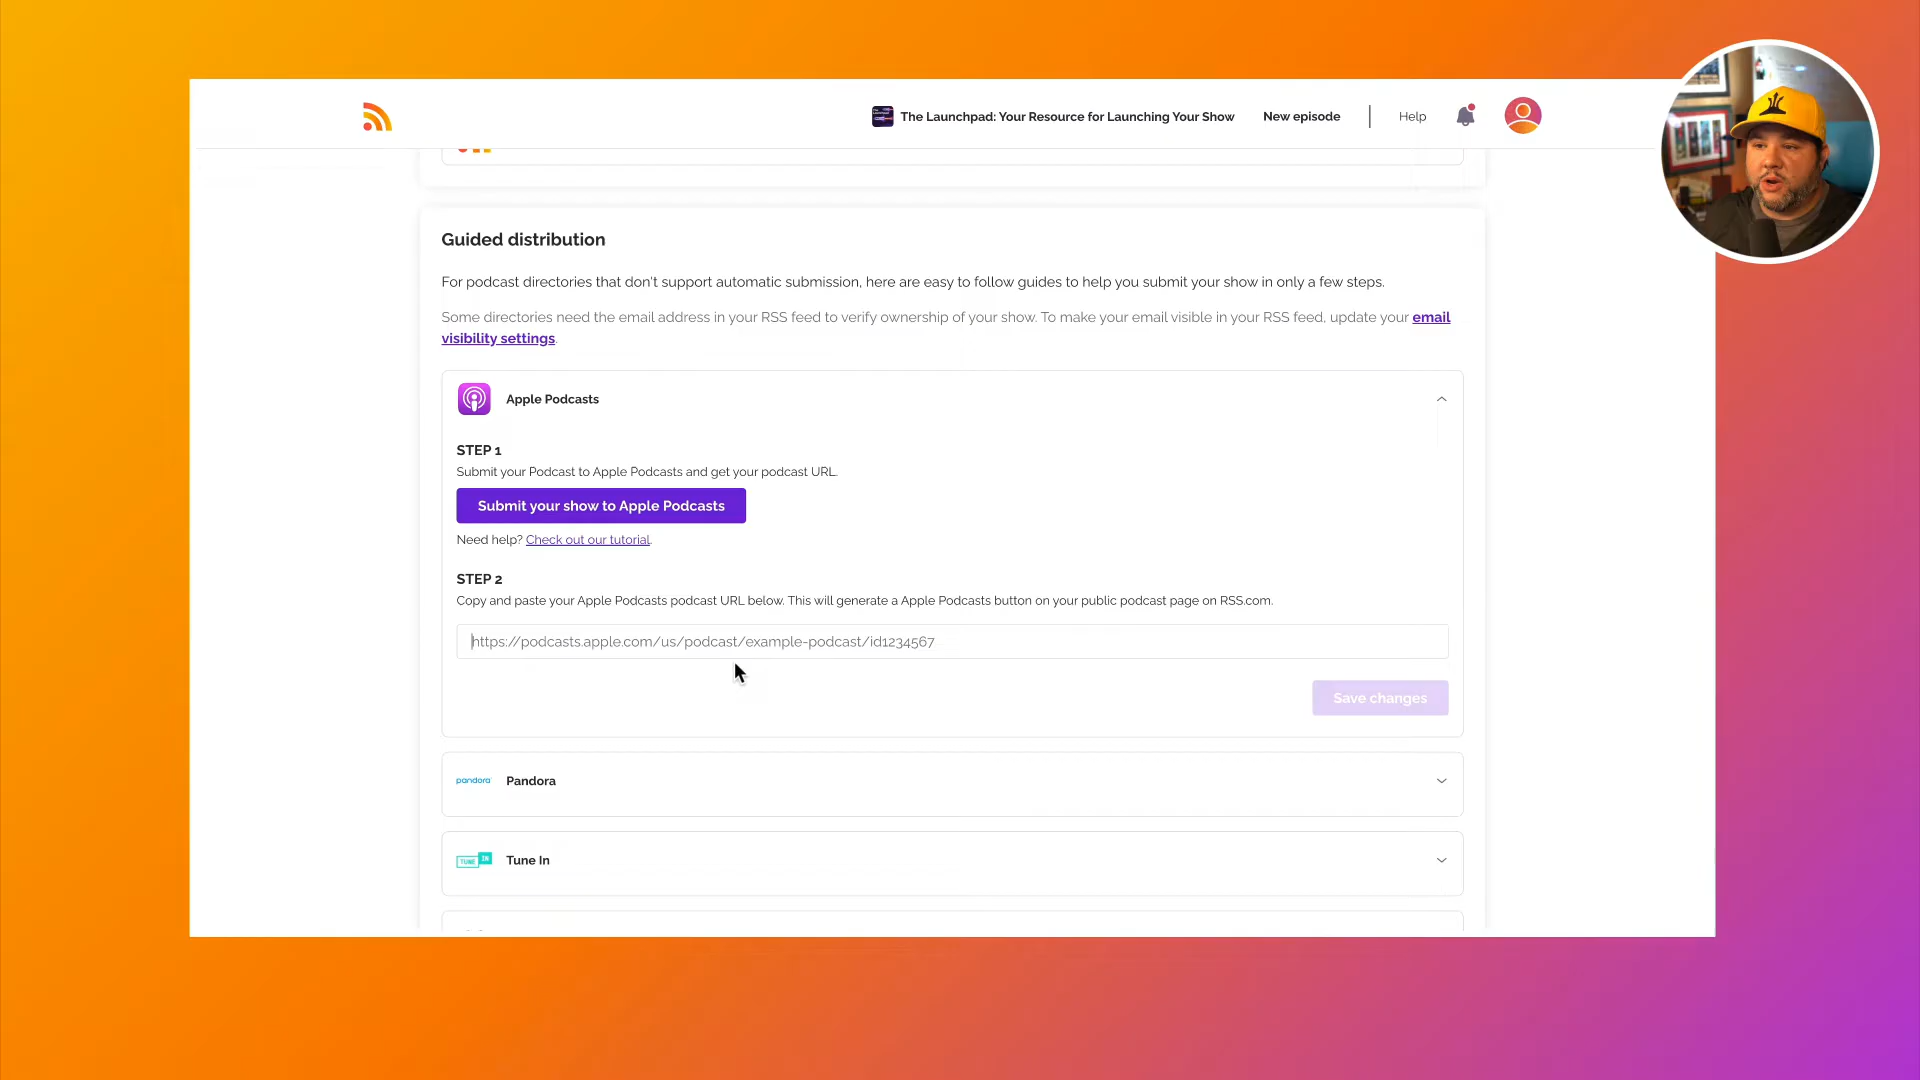 The Launchpad: Your Resource for Launching Your Show
New episode
Help
Guided distribution
For podcast directories that don't support automatic submission, here are easy to follow guides to help you submit your show in only a few steps.
Some directories need the email address in your RSS feed to verify ownership of your show. To make your email visible in your RSS feed, update your email
visibility settings.
Apple Podcasts
STEP 1
Submit your Podcast to Apple Podcasts and get your podcast URL.
Submit your show to Apple Podcasts
Need help? Check out our tutorial.
STEP 2
Copy and paste your Apple Podcasts podcast URL below. This will generate a Apple Podcasts button on your public podcast page on RSS.com.
https://podcasts.apple.com/us/podcast/example-podcast/id1234567
Save changes
pandora
Pandora
TUNE IN
Tune In